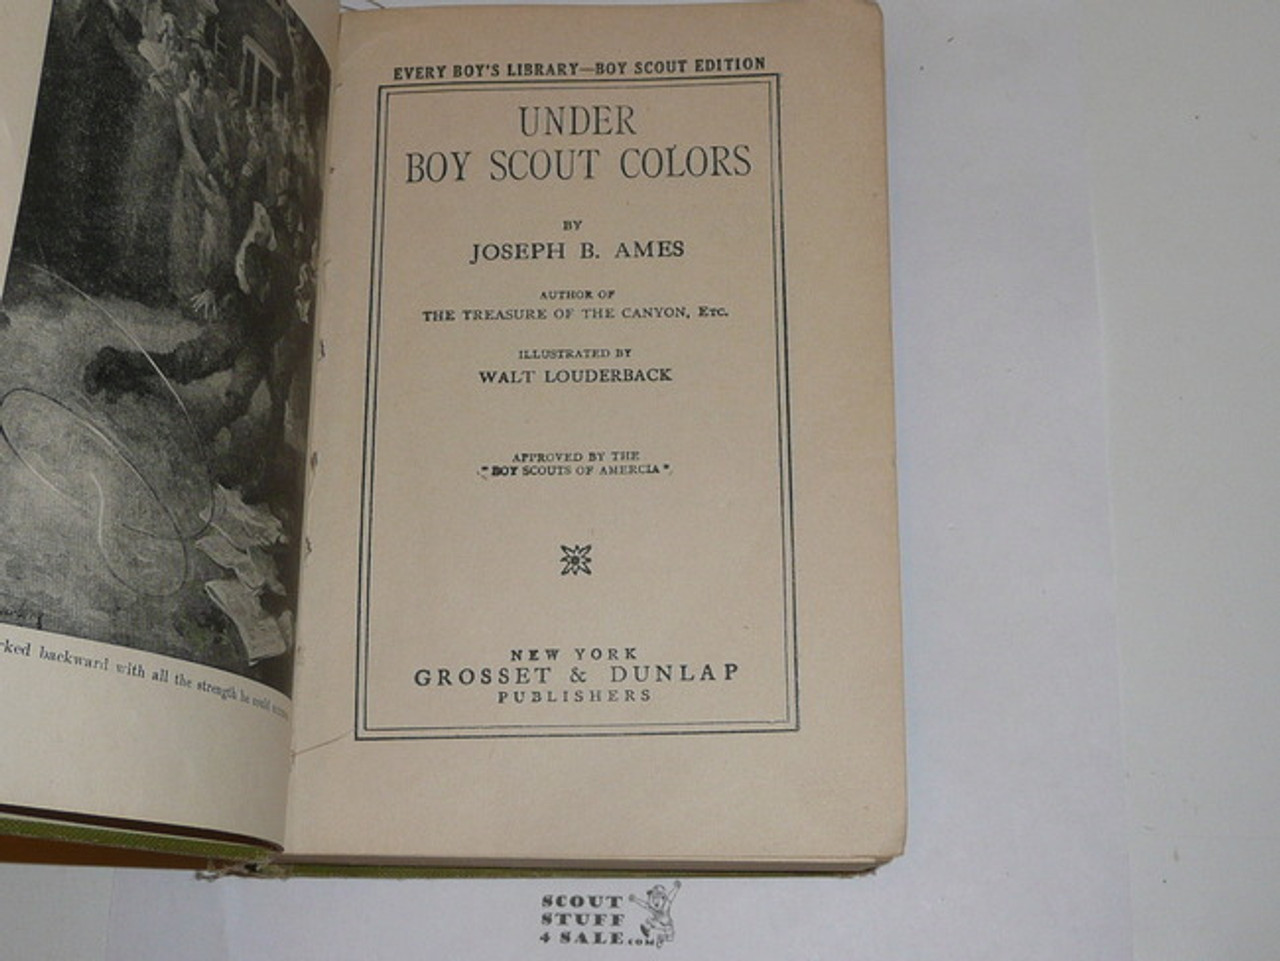 EVERY BOY'S LIBRARY—BOY SCOUT EDITION
UNDER
BOY SCOUT COLORS
BY
JOSEPH B. AMES
AUTHOR OF
THE TREASURE OF THE CANYON, Etc.
ILLUSTRATED BY
WALT LOUDERBACK
APPROVED BY THE
"BOY SCOUTS OF AMERCIA"
NEW YORK
GROSSET & DUNLAP
PUBLISHERS
backward with all the strength he could
SCOUT
STUFF
4 SALE.COM